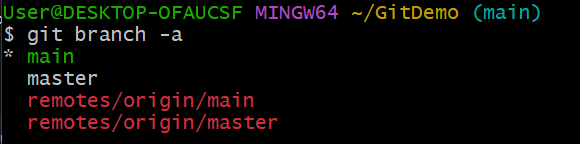 User@DESKTOP-OFAUCSF MINGW64 ~/GitDemo (main)
$ git branch -a
* main
master
remotes/origin/main
remotes/origin/master